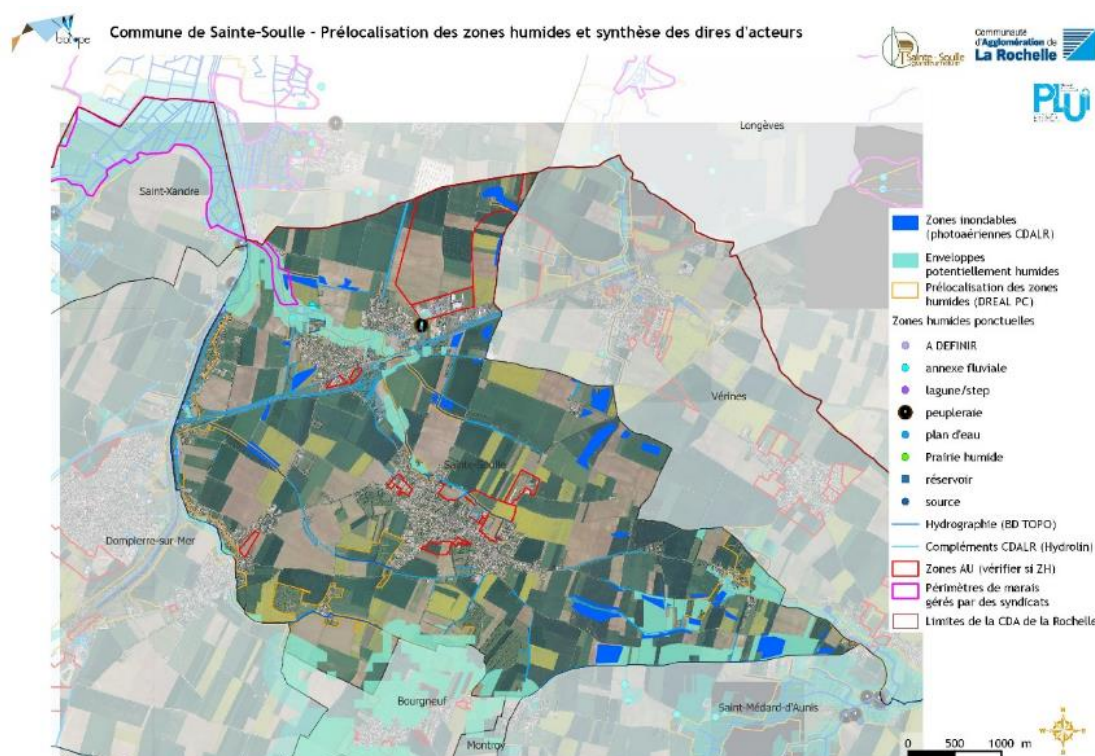 biotope
Commune de Sainte-Soulle - Prélocalisation des zones humides et synthèse des dires d'acteurs
Sainte-Soulle
Communauté
d'Agglomération de
La Rochelle
PLUi
Longèves
Saint-Xandre
Vérines
Sainte-Soulle
Dompierre-sur-Mer
Bourgneuf
Montroy
Saint-Médard-d'Aunis
Zones inondables
(photoaériennes CDALR)
Enveloppes
potentiellement humides
Prélocalisation des zones
humides (DREAL PC)
Zones humides ponctuelles
A DEFINIR
annexe fluviale
lagune/step
peupleraie
plan d'eau
Prairie humide
réservoir
source
Hydrographie (BD TOPO)
Compléments CDALR (Hydrolin)
Zones AU (vérifier si ZH)
Périmètres de marais
gérés par des syndicats
Limites de la CDA de la Rochelle
0 500 1000 m
N
W E
S